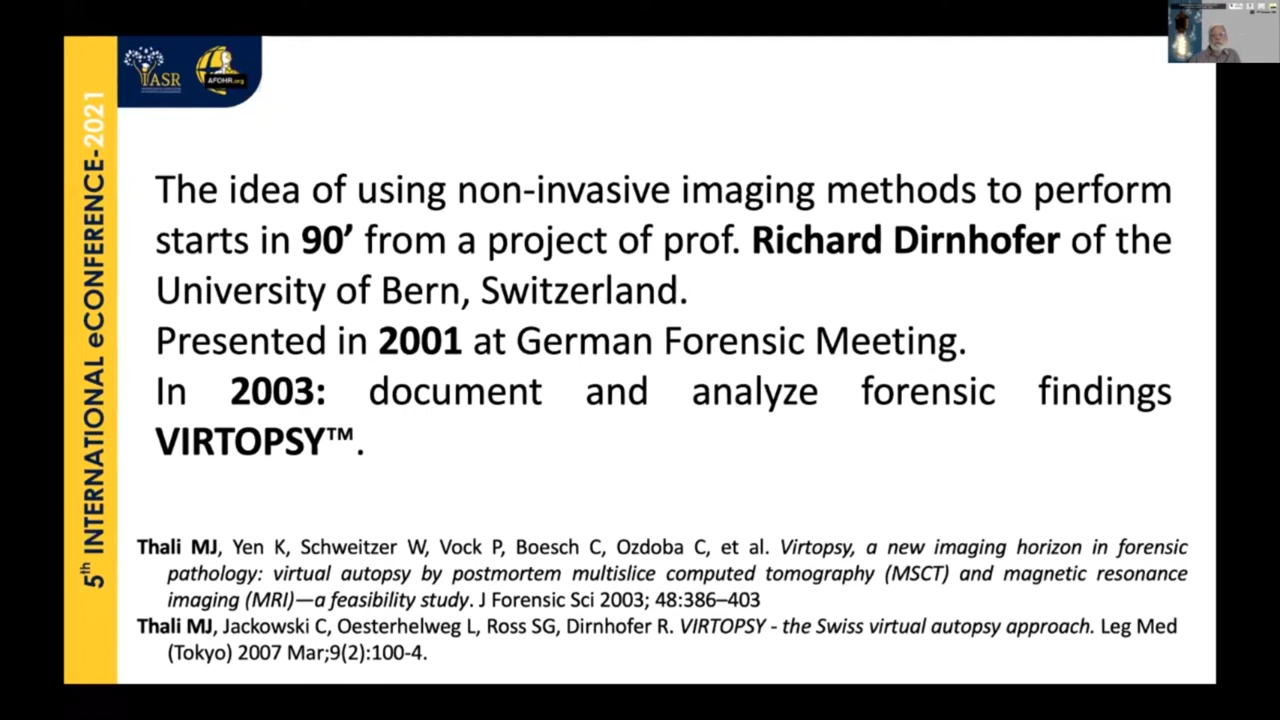 IASR
AFOHR.org
5th INTERNATIONAL eCONFERENCE-2021
The idea of using non-invasive imaging methods to perform
starts in 90’ from a project of prof. Richard Dirnhofer of the
University of Bern, Switzerland.
Presented in 2001 at German Forensic Meeting.
In 2003: document and analyze forensic findings
VIRTOPSY™.
Thali MJ, Yen K, Schweitzer W, Vock P, Boesch C, Ozdoba C, et al. Virtopsy, a new imaging horizon in forensic
pathology: virtual autopsy by postmortem multislice computed tomography (MSCT) and magnetic resonance
imaging (MRI)—a feasibility study. J Forensic Sci 2003; 48:386–403
Thali MJ, Jackowski C, Oesterhelweg L, Ross SG, Dirnhofer R. VIRTOPSY - the Swiss virtual autopsy approach. Leg Med
(Tokyo) 2007 Mar;9(2):100-4.